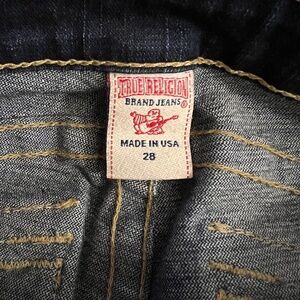 TRUE RELIGION
BRAND JEANS®
MADE IN USA
28